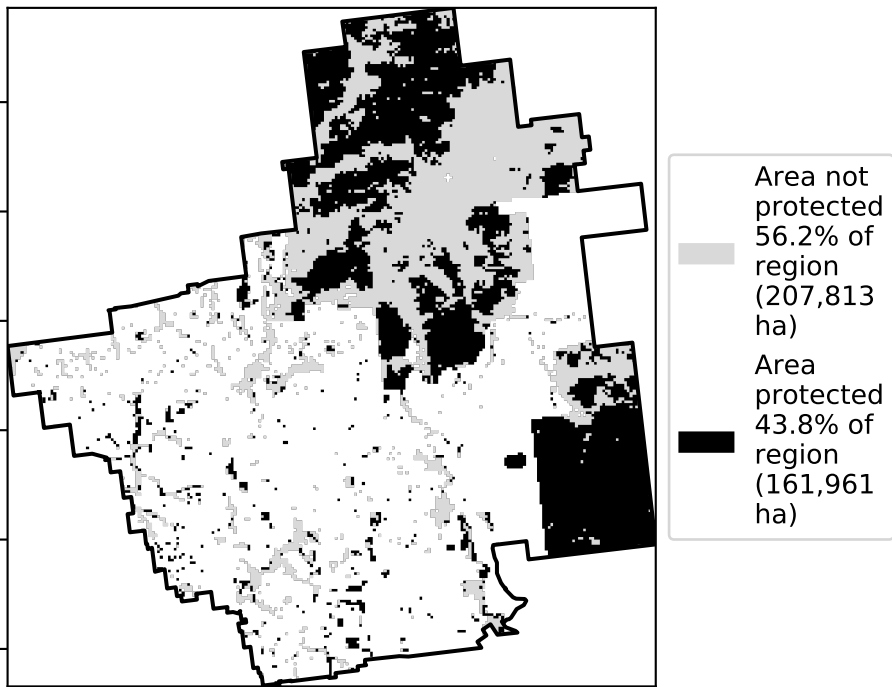 Area not
protected
56.2% of
region
(207,813
ha)
Area
protected
43.8% of
region
(161,961
ha)